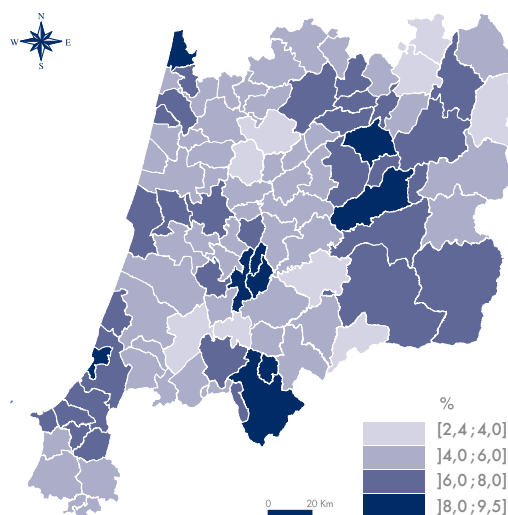 N
W E
S
%
]2,4 ; 4,0]
]4,0 ; 6,0]
]6,0 ; 8,0]
]8,0 ; 9,5]
0 20 Km